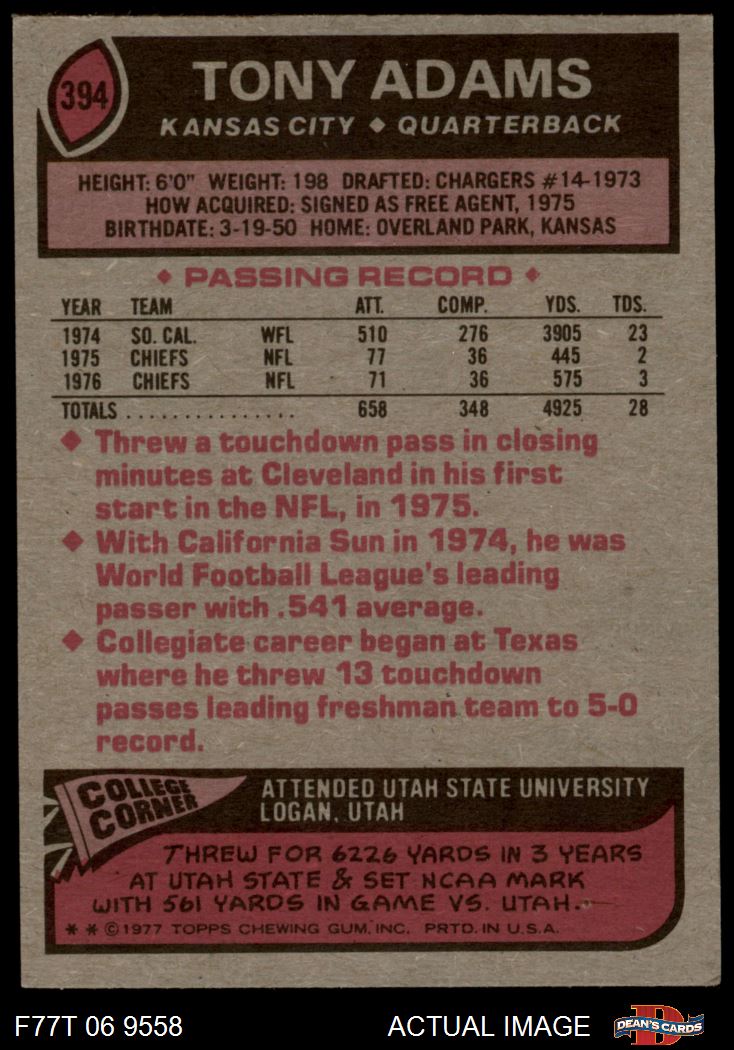 394
TONY ADAMS
KANSAS CITY ◆ QUARTERBACK
HEIGHT: 6'0" WEIGHT: 198 DRAFTED: CHARGERS #14-1973
HOW ACQUIRED: SIGNED AS FREE AGENT, 1975
BIRTHDATE: 3-19-50 HOME: OVERLAND PARK, KANSAS
◆ PASSING RECORD ◆
YEAR TEAM ATT. COMP. YDS. TDS.
1974 SO. CAL. WFL 510 276 3905 23
1975 CHIEFS NFL 77 36 445 2
1976 CHIEFS NFL 71 36 575 3
TOTALS ............... 658 348 4925 28
◆ Threw a touchdown pass in closing
minutes at Cleveland in his first
start in the NFL, in 1975.
◆ With California Sun in 1974, he was
World Football League's leading
passer with .541 average.
◆ Collegiate career began at Texas
where he threw 13 touchdown
passes leading freshman team to 5-0
record.
COLLEGE
CORNER
ATTENDED UTAH STATE UNIVERSITY
LOGAN, UTAH
THREW FOR 6226 YARDS IN 3 YEARS
AT UTAH STATE & SET NCAA MARK
WITH 561 YARDS IN GAME VS. UTAH.
* * © 1977 TOPPS CHEWING GUM, INC. PRTD. IN U.S.A.
F77T 06 9558 ACTUAL IMAGE D DEAN'S CARDS